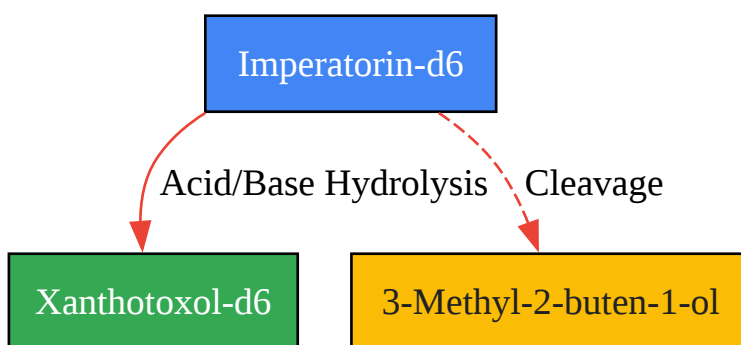 Imperatorin-d6
Acid/Base Hydrolysis
Cleavage
Xanthotoxol-d6
3-Methyl-2-buten-1-ol